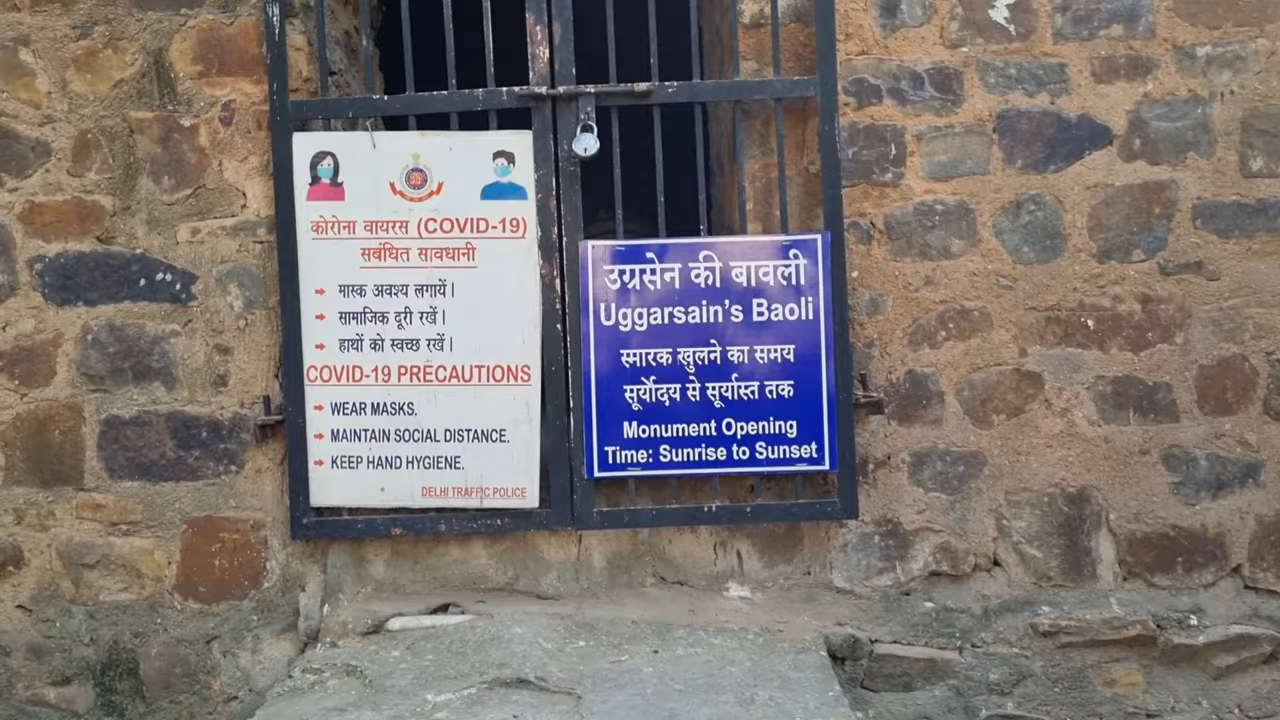 कोरोना वायरस (COVID-19)
सबंधित सावधानी
मास्क अवश्य लगायें।
सामाजिक दूरी रखें।
हाथों को स्वच्छ रखें।
COVID-19 PRECAUTIONS
WEAR MASKS.
MAINTAIN SOCIAL DISTANCE.
KEEP HAND HYGIENE.
DELHI TRAFFIC POLICE
उग्रसेन की बावली
Uggarsain's Baoli
स्मारक खुलने का समय
सूर्योदय से सूर्यास्त तक
Monument Opening
Time: Sunrise to Sunset